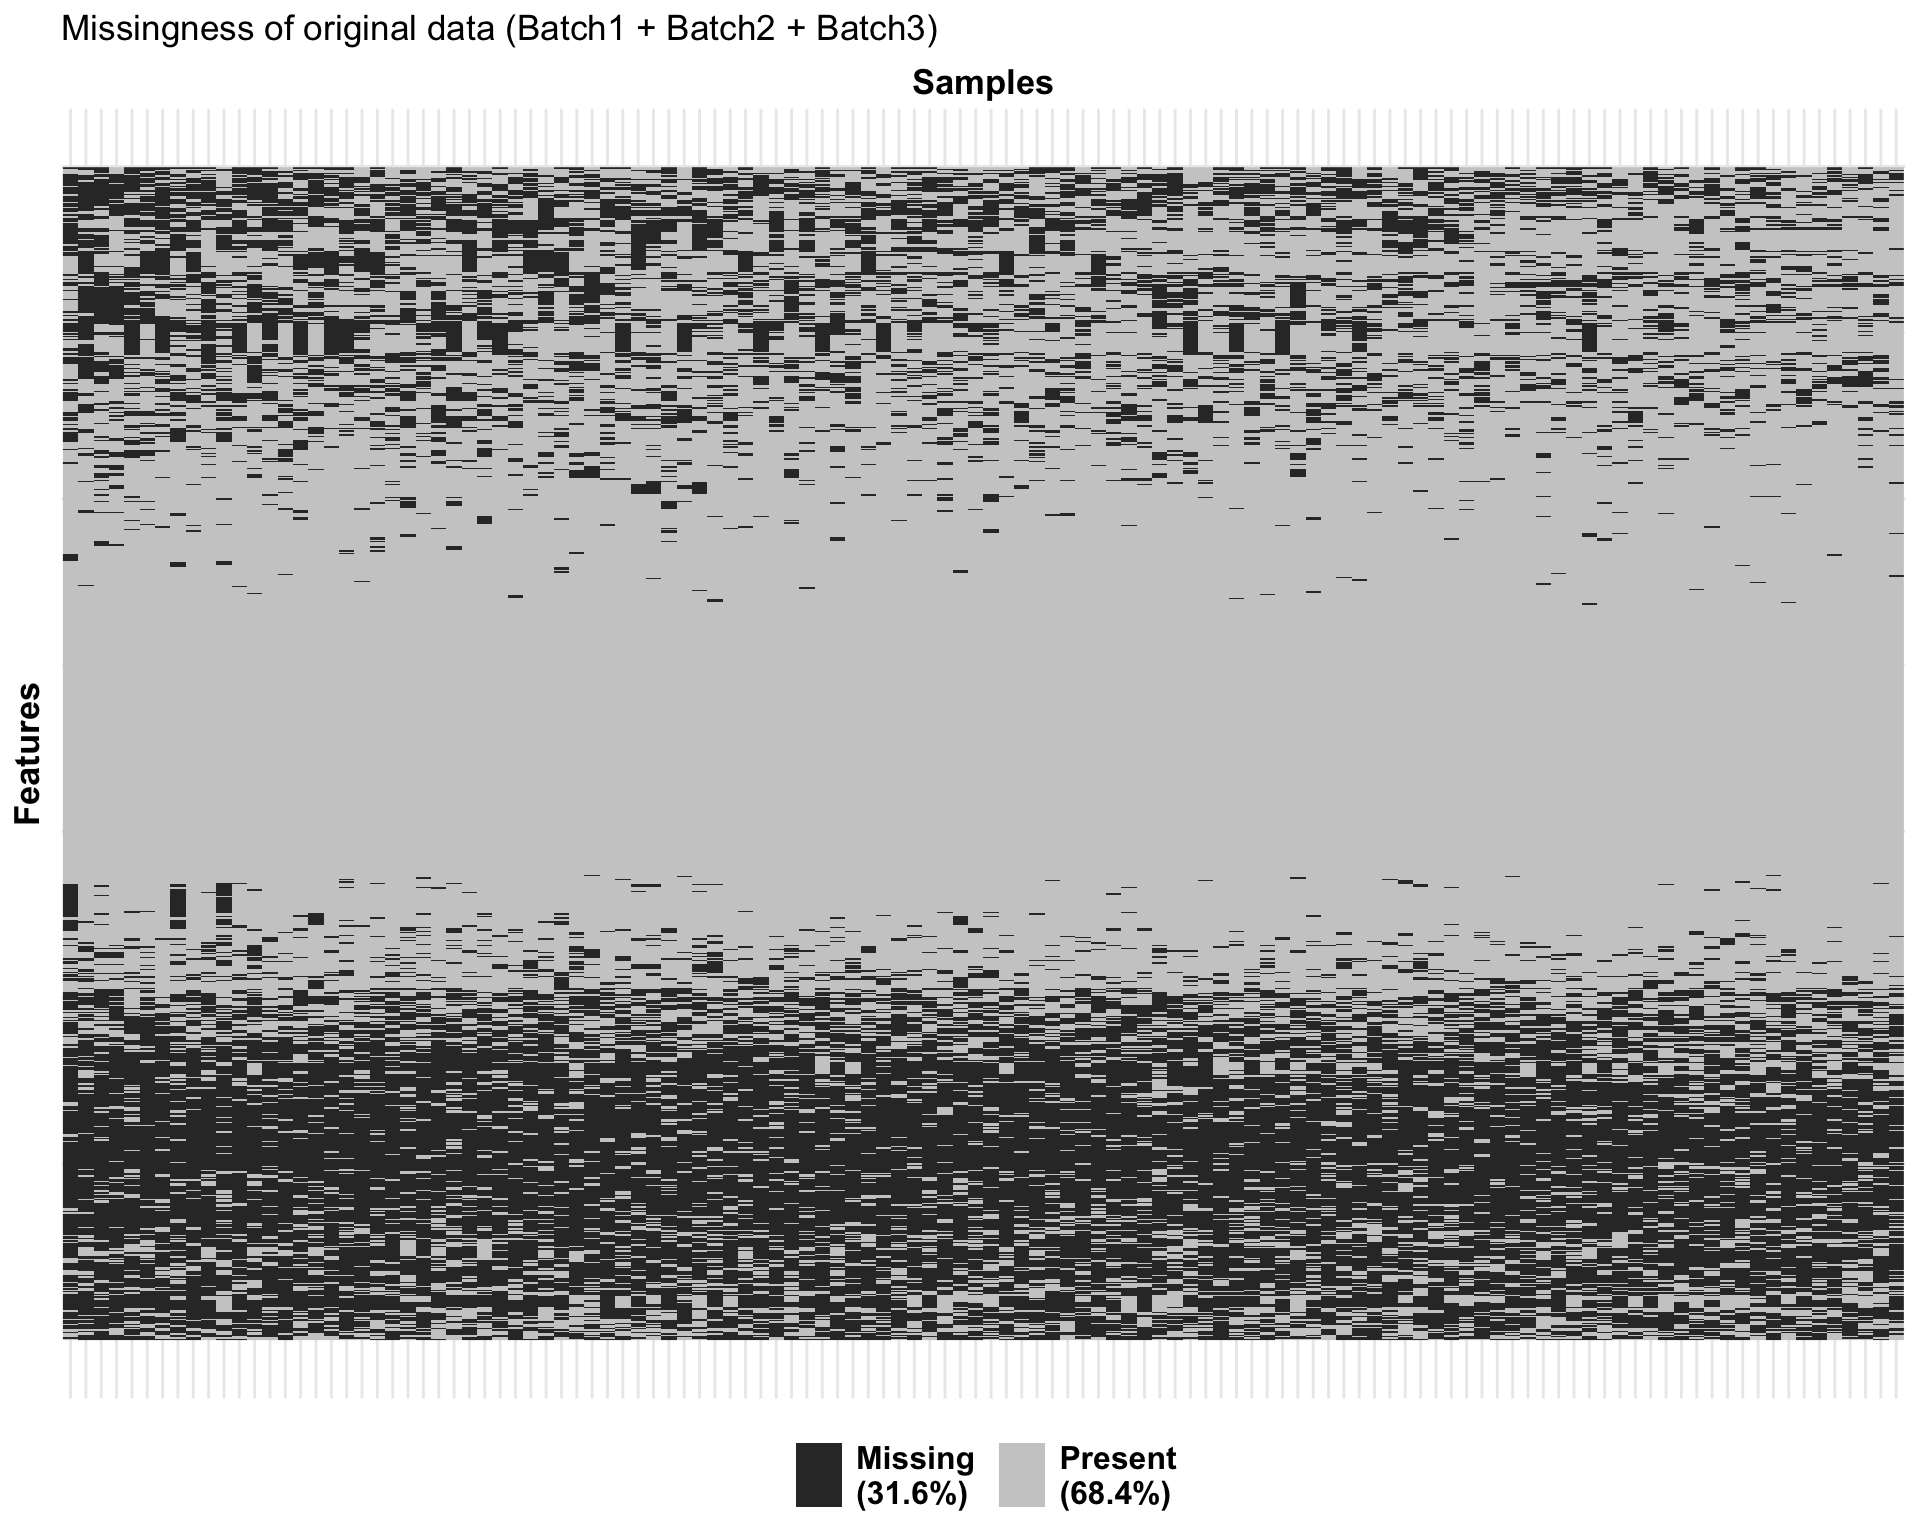 Missingness of original data (Batch1 + Batch2 + Batch3)
Samples
Features
Missing
(31.6%)
Present
(68.4%)